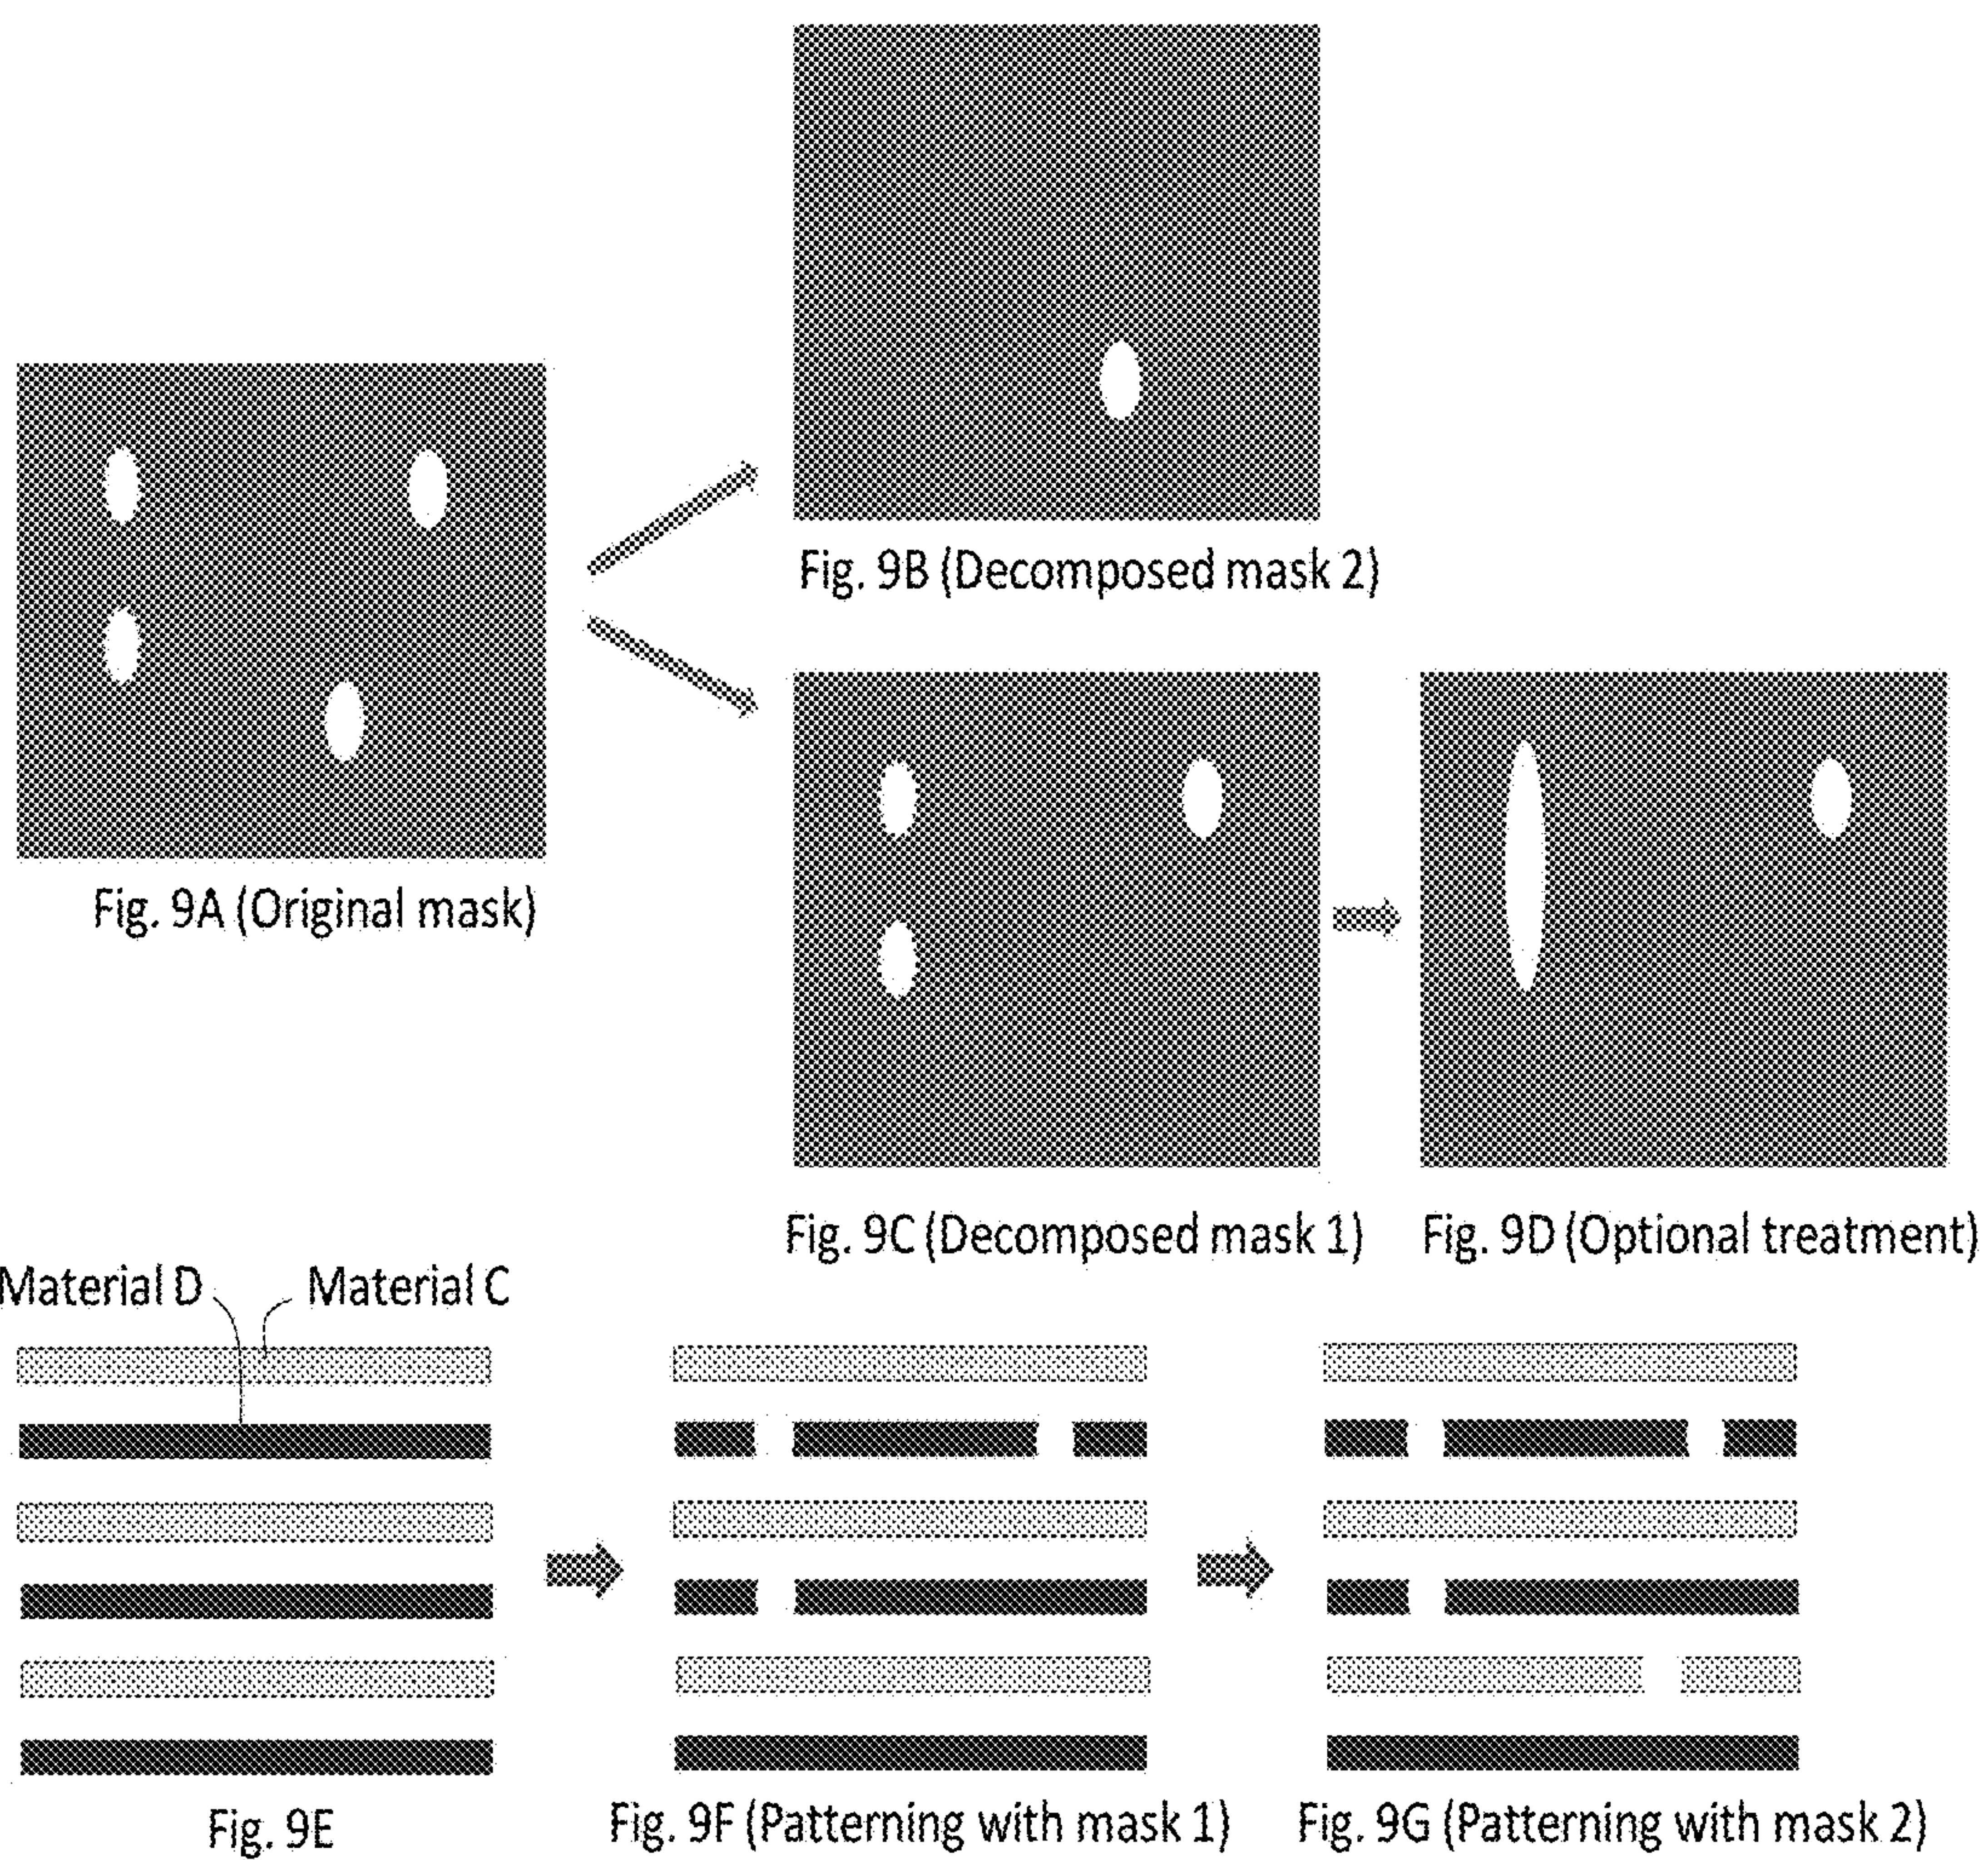 Fig. 9B (Decomposed mask 2)
Fig. 9A (Original mask)
Fig. 9C (Decomposed mask 1)
Fig. 9D (Optional treatment)
Material D
Material C
Fig. 9E
Fig. 9F (Patterning with mask 1)
Fig. 9G (Patterning with mask 2)